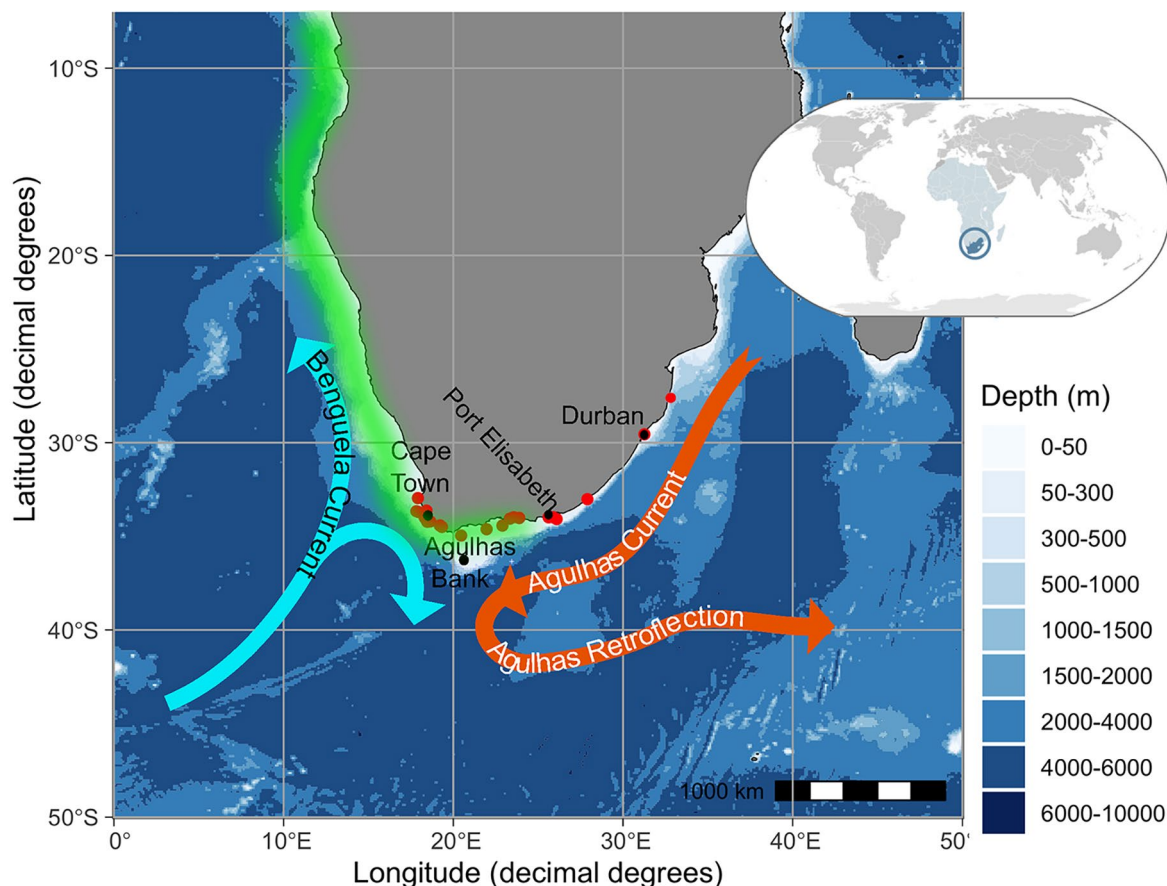 10°S
20°S
30°S
40°S
50°S
Latitude (decimal degrees)
0
10°E
20°E
30°E
40°E
50°
Longitude (decimal degrees)
Benguela Current
Cape
Town
Port Elisabeth
Durban
Agulhas
Bank
Agulhas Current
Agulhas Retroflection
1000 km
Depth (m)
0-50
50-300
300-500
500-1000
1000-1500
1500-2000
2000-4000
4000-6000
6000-10000